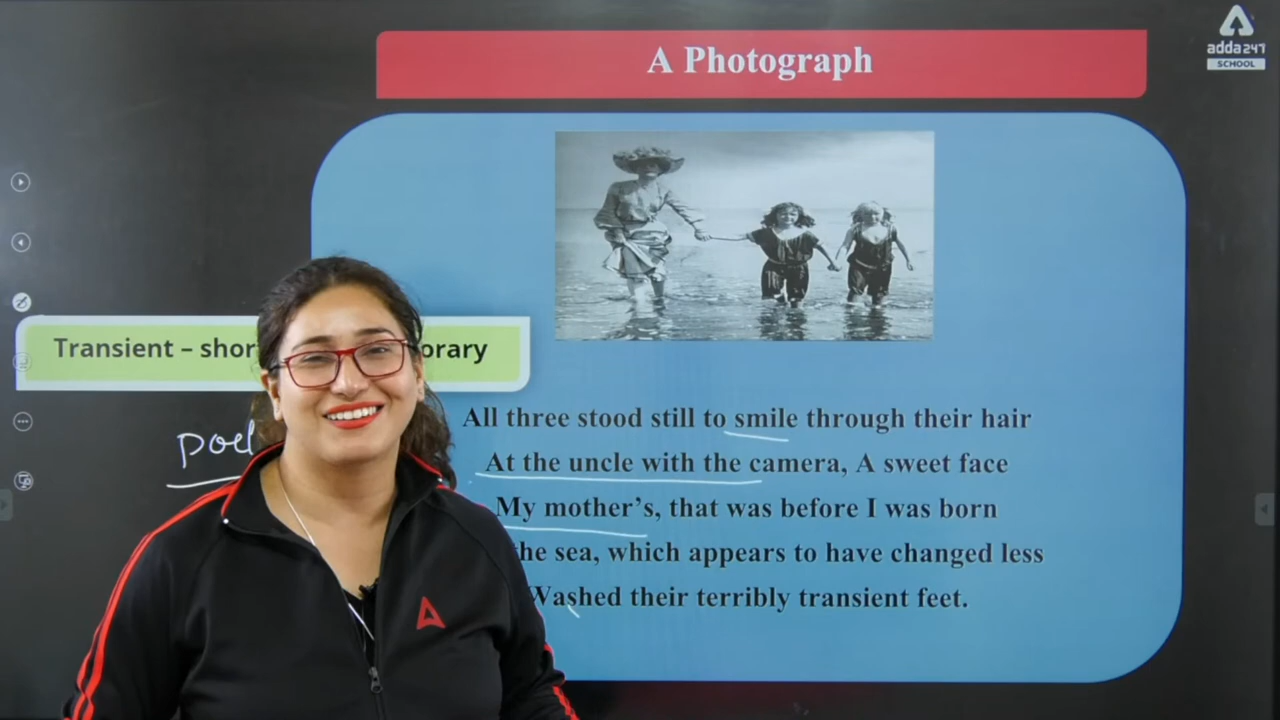 A Photograph
adda247
SCHOOL
Transient – orary
All three stood still to smile through their hair
At the uncle with the camera, A sweet face
My mother's, that was before I was born
the sea, which appears to have changed less
Washed their terribly transient feet.